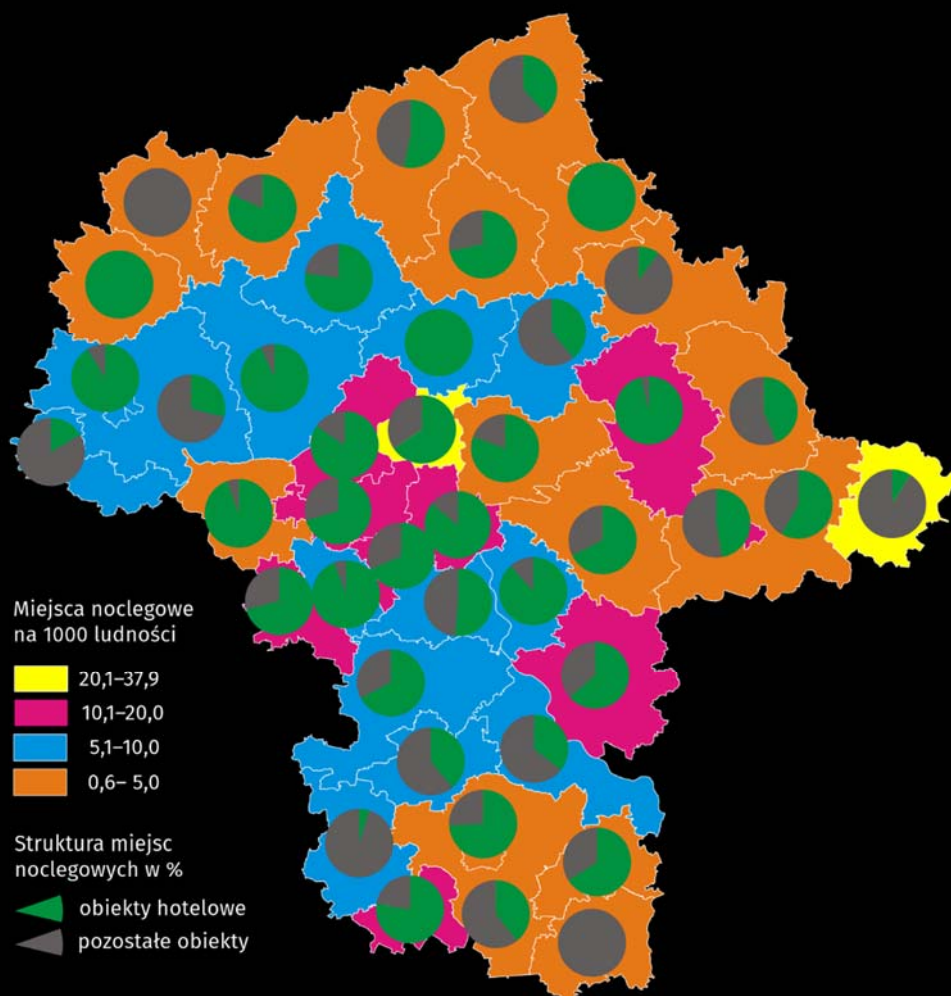 Miejsca noclegowe
na 1000 ludności
20,1–37,9
10,1–20,0
5,1–10,0
0,6– 5,0
Struktura miejsc
noclegowych w %
obiekty hotelowe
pozostałe obiekty